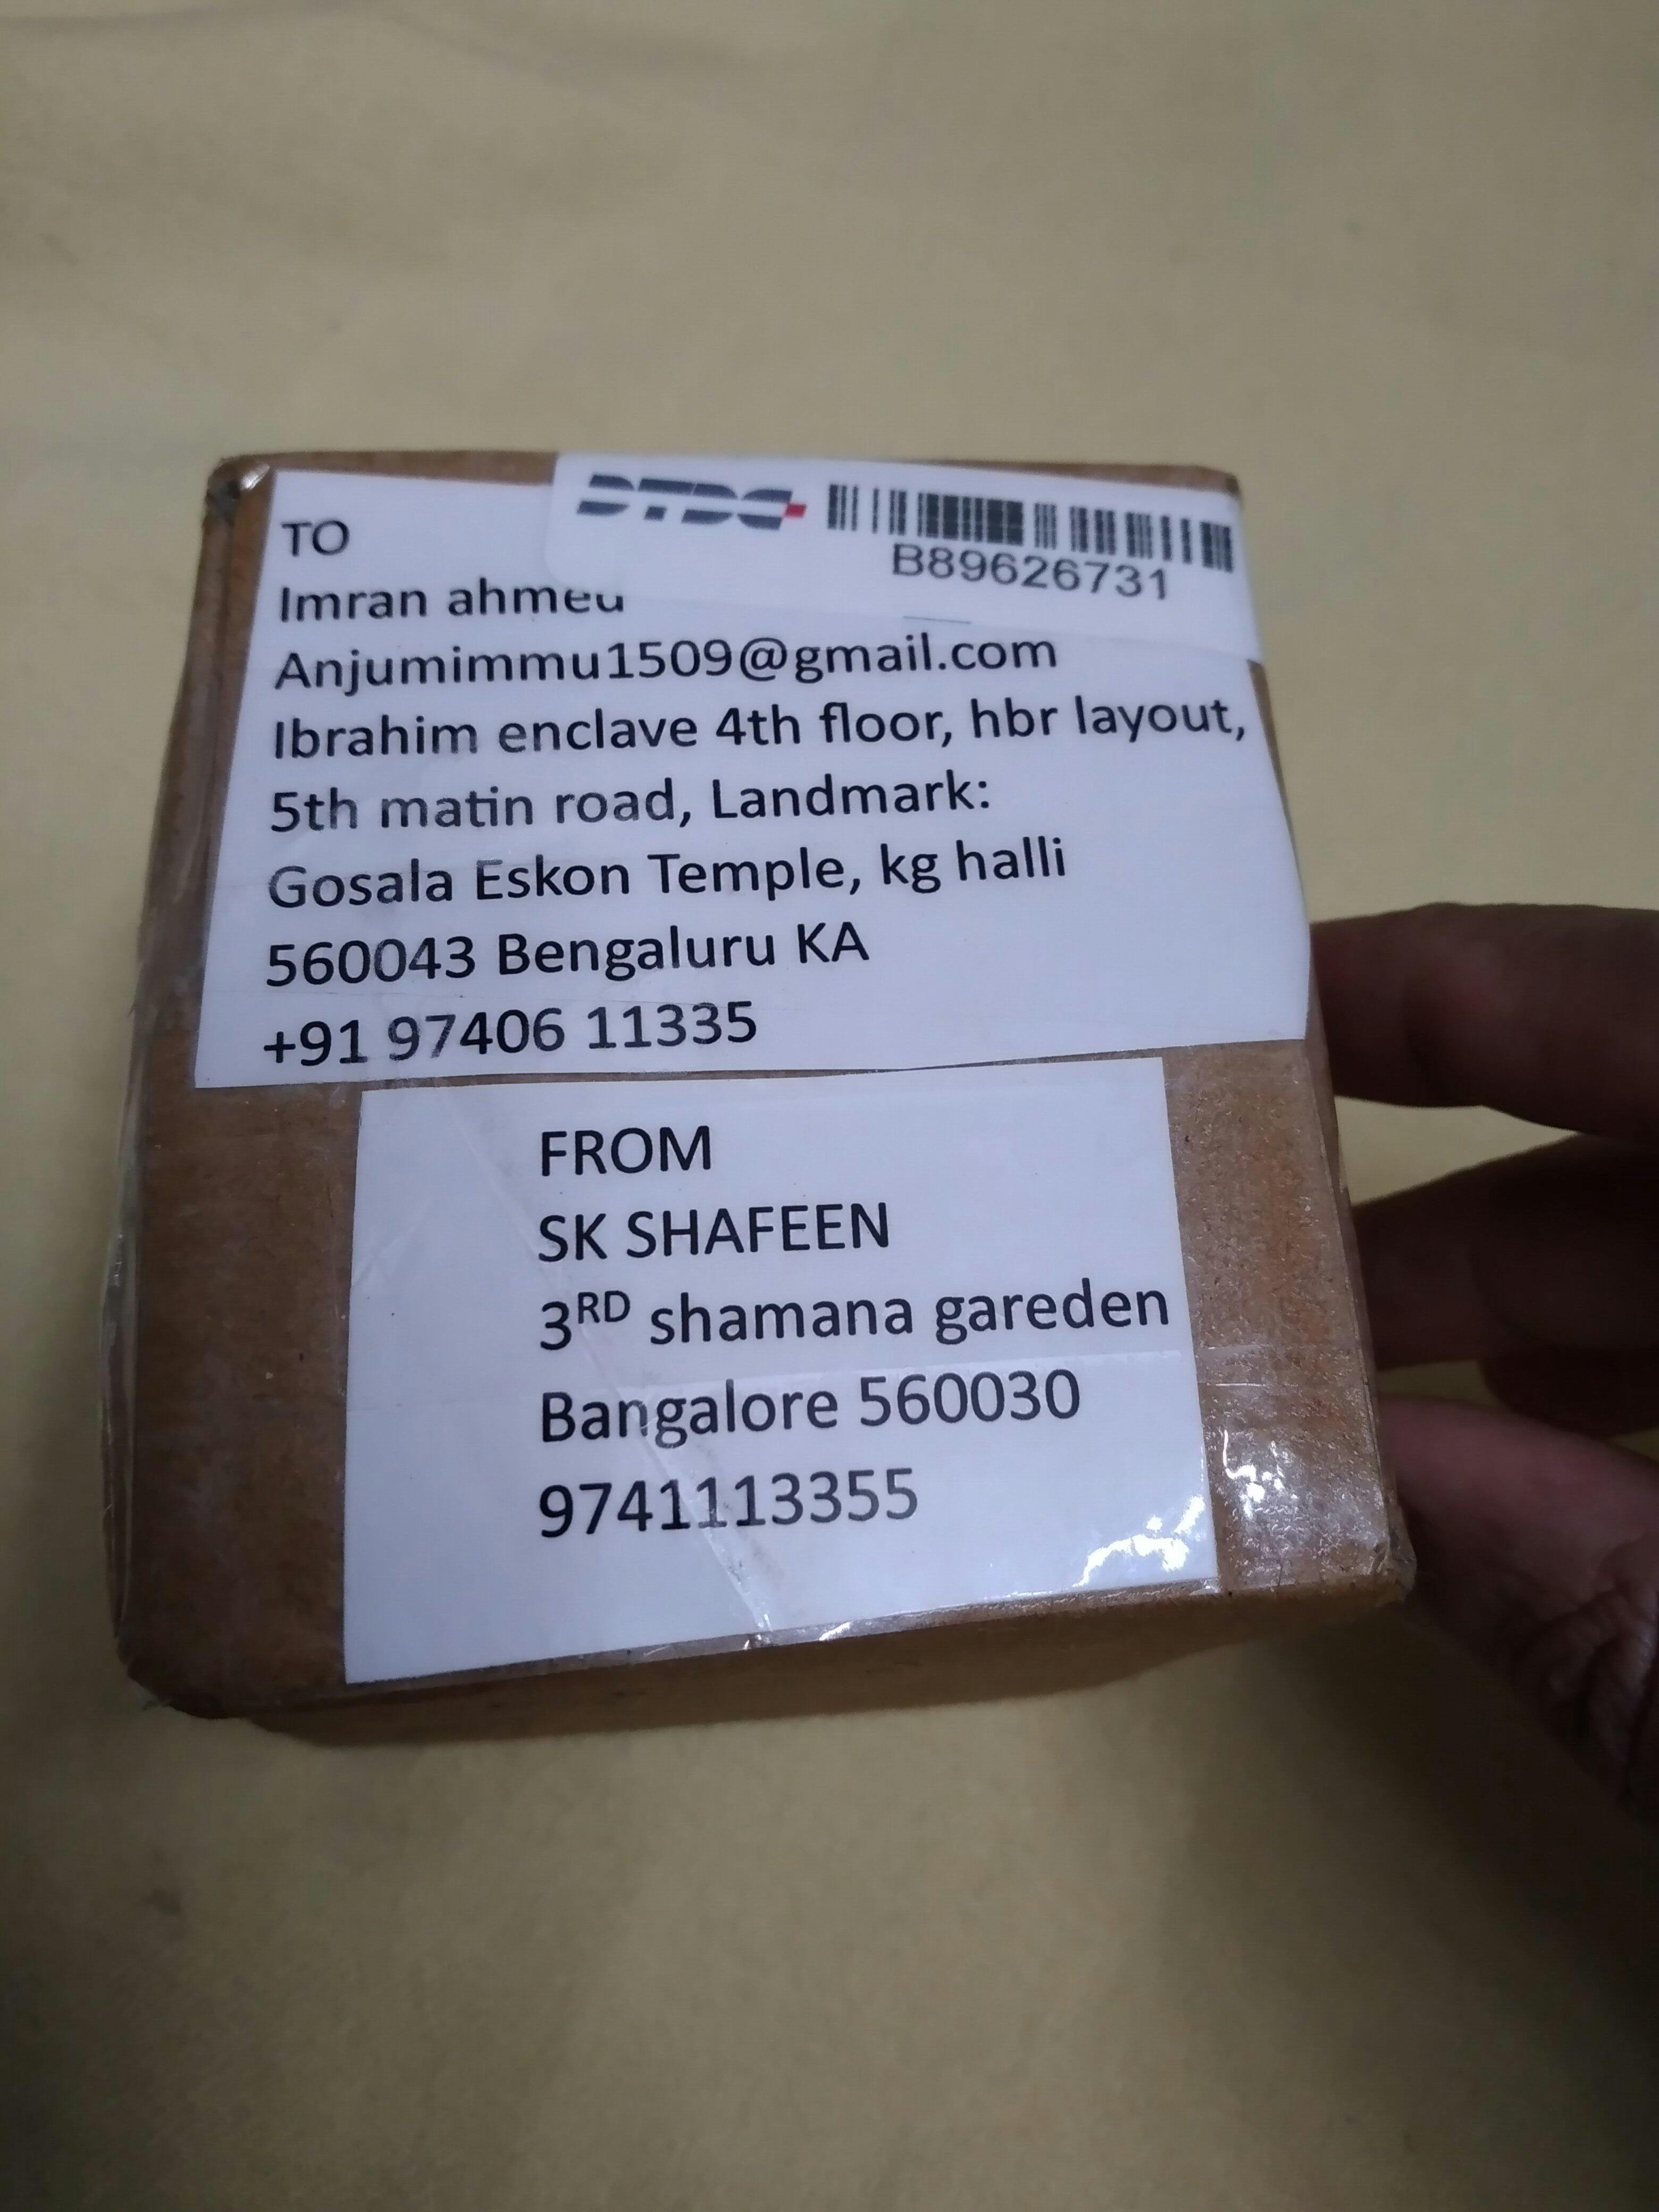 DTDC
B89626731
TO
Imran ahmed
Anjumimmu1509@gmail.com
Ibrahim enclave 4th floor, hbr layout,
5th matin road, Landmark:
Gosala Eskon Temple, kg halli
560043 Bengaluru KA
+91 97406 11335
FROM
SK SHAFEEN
3RD shamana gareden
Bangalore 560030
9741113355